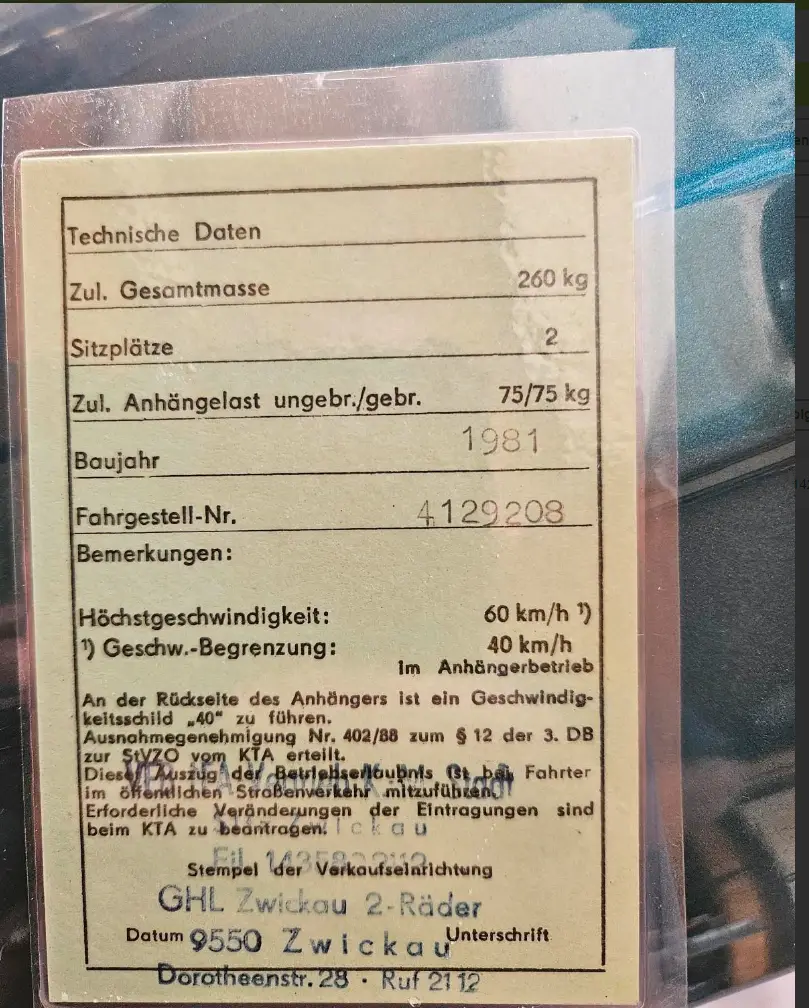 Technische Daten
Zul. Gesamtmasse 260 kg
Sitzplätze 2
Zul. Anhängelast ungebr./gebr. 75/75 kg
Baujahr 1981
Fahrgestell-Nr. 4129208
Bemerkungen:
Höchstgeschwindigkeit: 60 km/h ¹)
¹) Geschw.-Begrenzung: 40 km/h
im Anhängerbetrieb
An der Rückseite des Anhängers ist ein Geschwindig-
keitsschild „40“ zu führen.
Ausnahmegenehmigung Nr. 402/88 zum § 12 der 3. DB
zur StVZO vom KTA erteilt.
Dieser Auszug der Betriebserlaubnis ist bei Fahrten
im öffentlichen Straßenverkehr mitzuführen.
Erforderliche Veränderungen der Eintragungen sind
beim KTA zu beantragen.
Zwickau
Stempel der Verkaufseinrichtung
GHL Zwickau 2-Räder
Datum 9550 Zwickau Unterschrift
Dorotheenstr. 28 · Ruf 21 12